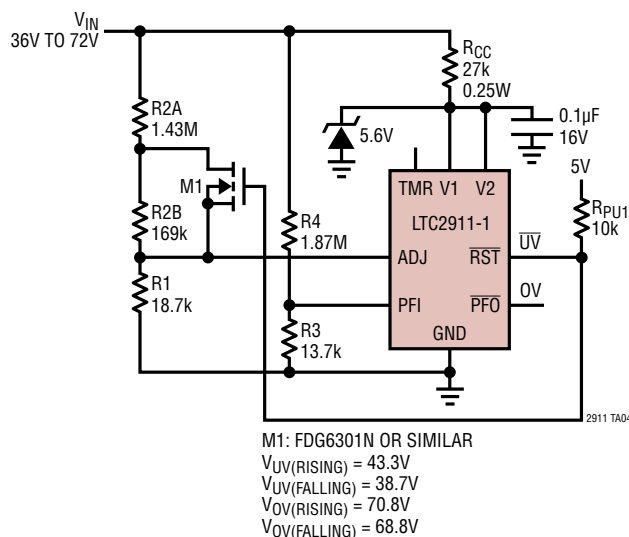 VIN
36V TO 72V
R2A
1.43M
R2B
169k
R1
18.7k
M1
R4
1.87M
R3
13.7k
RCC
27k
0.25W
5.6V
0.1µF
16V
TMR V1 V2
LTC2911-1
ADJ
RST
PFI
PFO
GND
5V
RPU1
10k
UV
OV
2911 TA04
M1: FDG6301N OR SIMILAR
VUV(RISING) = 43.3V
VUV(FALLING) = 38.7V
VOV(RISING) = 70.8V
VOV(FALLING) = 68.8V